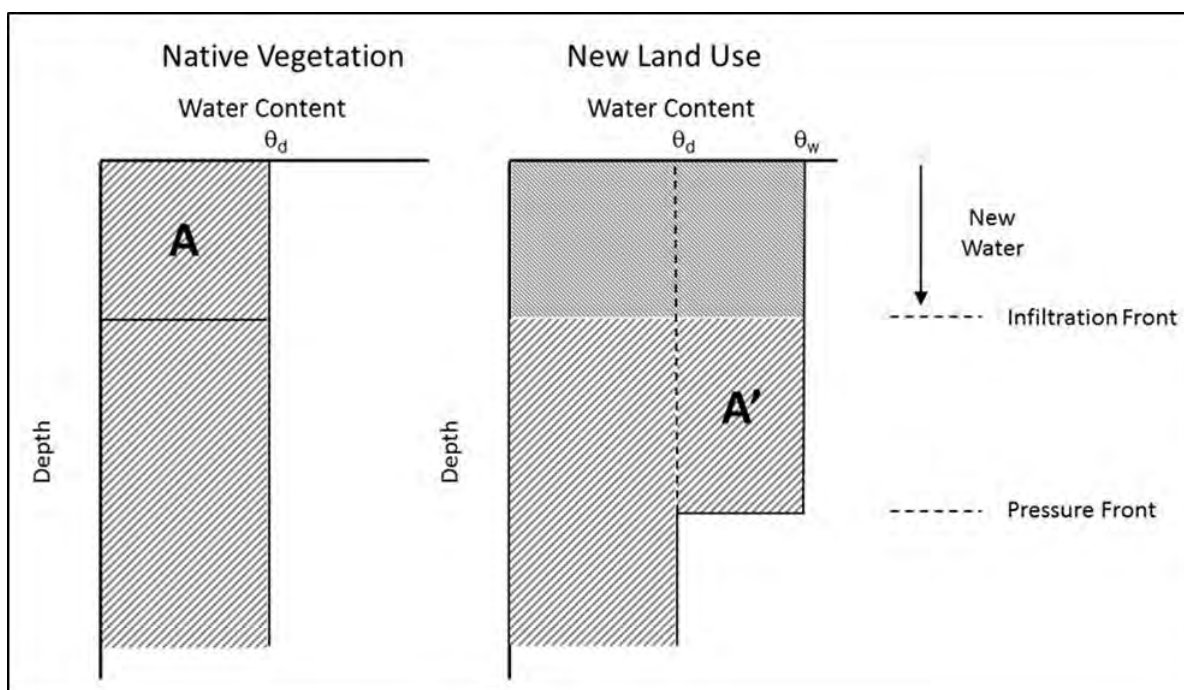 Native Vegetation
Water Content
θd
A
Depth
New Land Use
Water Content
θd
θw
A′
Depth
New
Water
Infiltration Front
Pressure Front